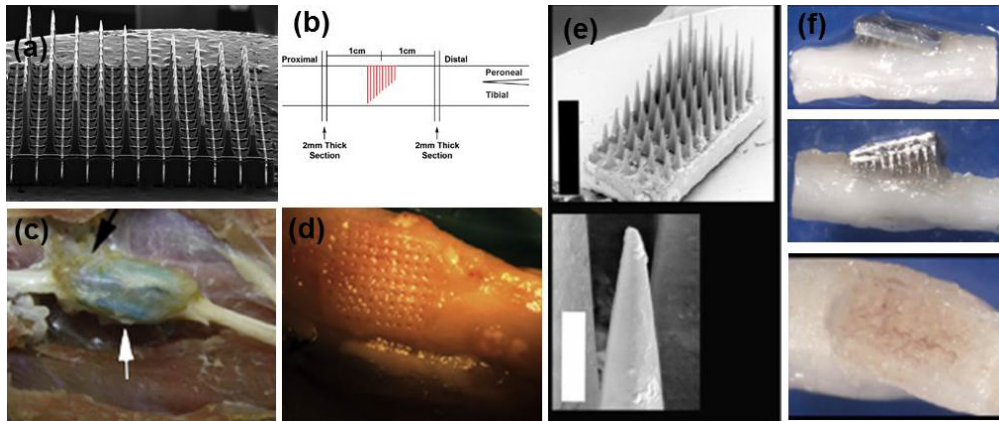 (a)
(b)
1cm 1cm
Proximal Distal
Peroneal
Tibial
2mm Thick
Section
2mm Thick
Section
(c)
(d)
(e)
(f)